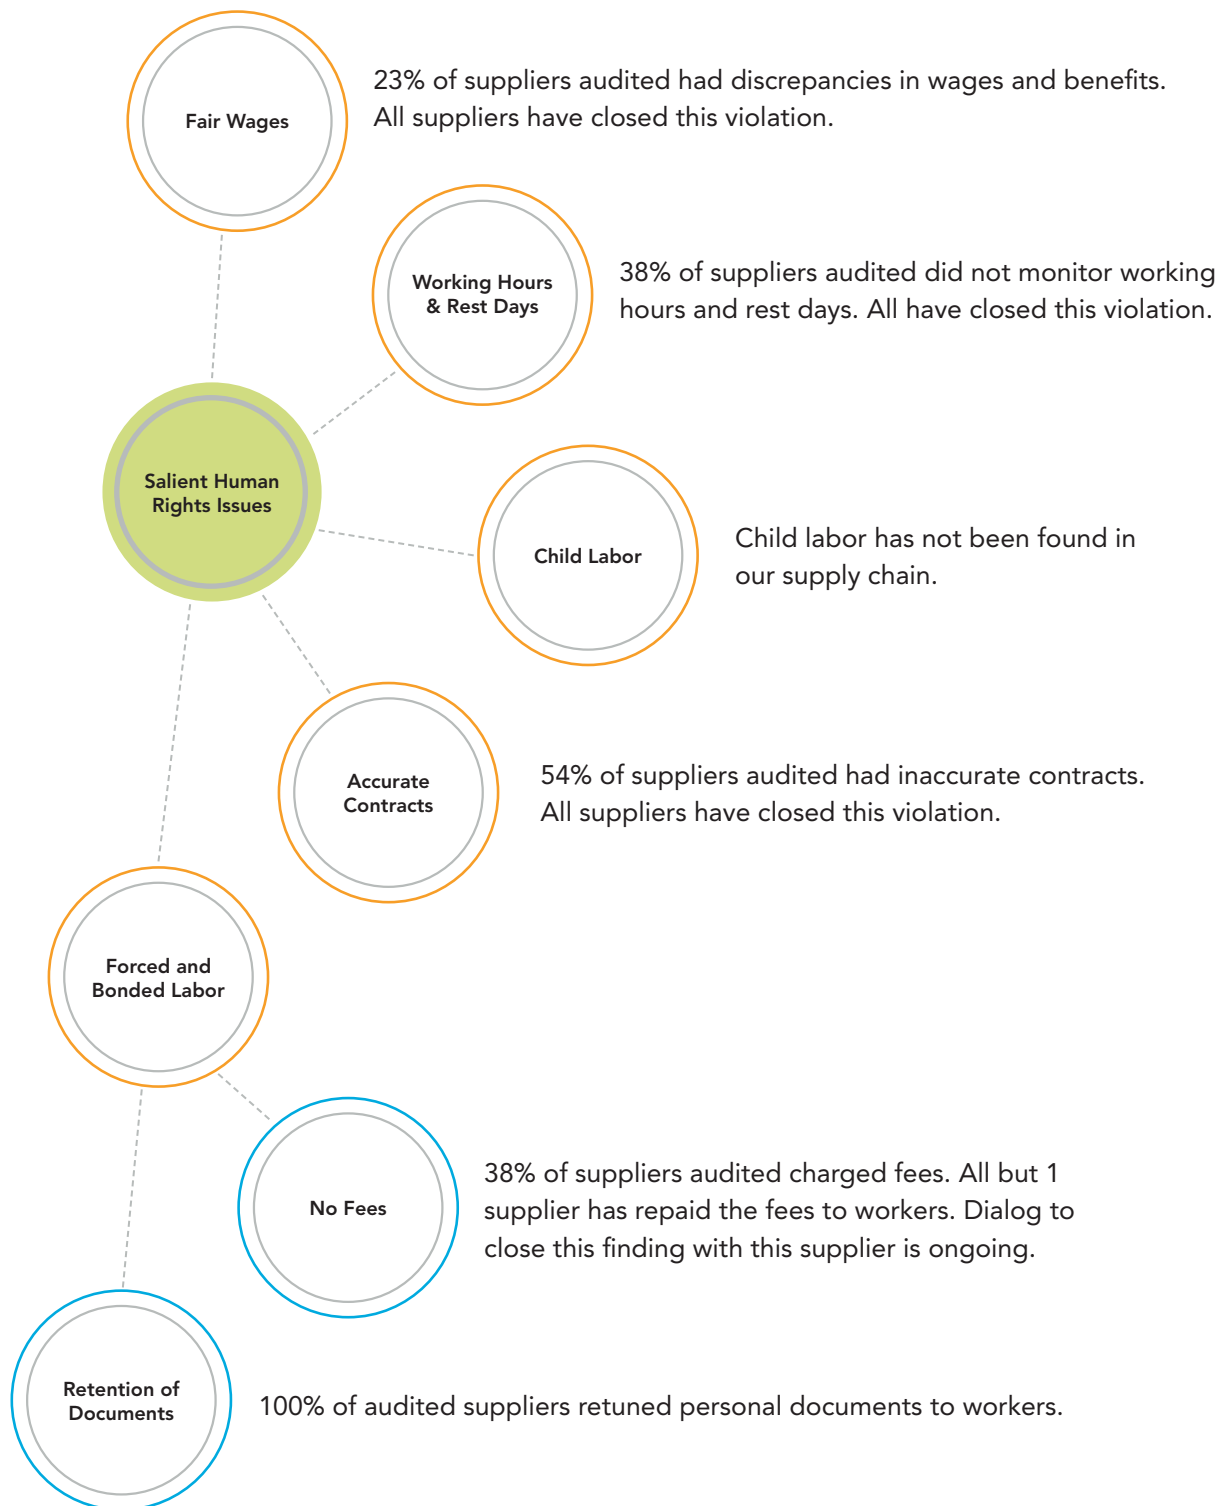 Fair Wages
23% of suppliers audited had discrepancies in wages and benefits.
All suppliers have closed this violation.
Working Hours
& Rest Days
38% of suppliers audited did not monitor working
hours and rest days. All have closed this violation.
Salient Human
Rights Issues
Child Labor
Child labor has not been found in
our supply chain.
Accurate
Contracts
54% of suppliers audited had inaccurate contracts.
All suppliers have closed this violation.
Forced and
Bonded Labor
No Fees
38% of suppliers audited charged fees. All but 1
supplier has repaid the fees to workers. Dialog to
close this finding with this supplier is ongoing.
Retention of
Documents
100% of audited suppliers retuned personal documents to workers.